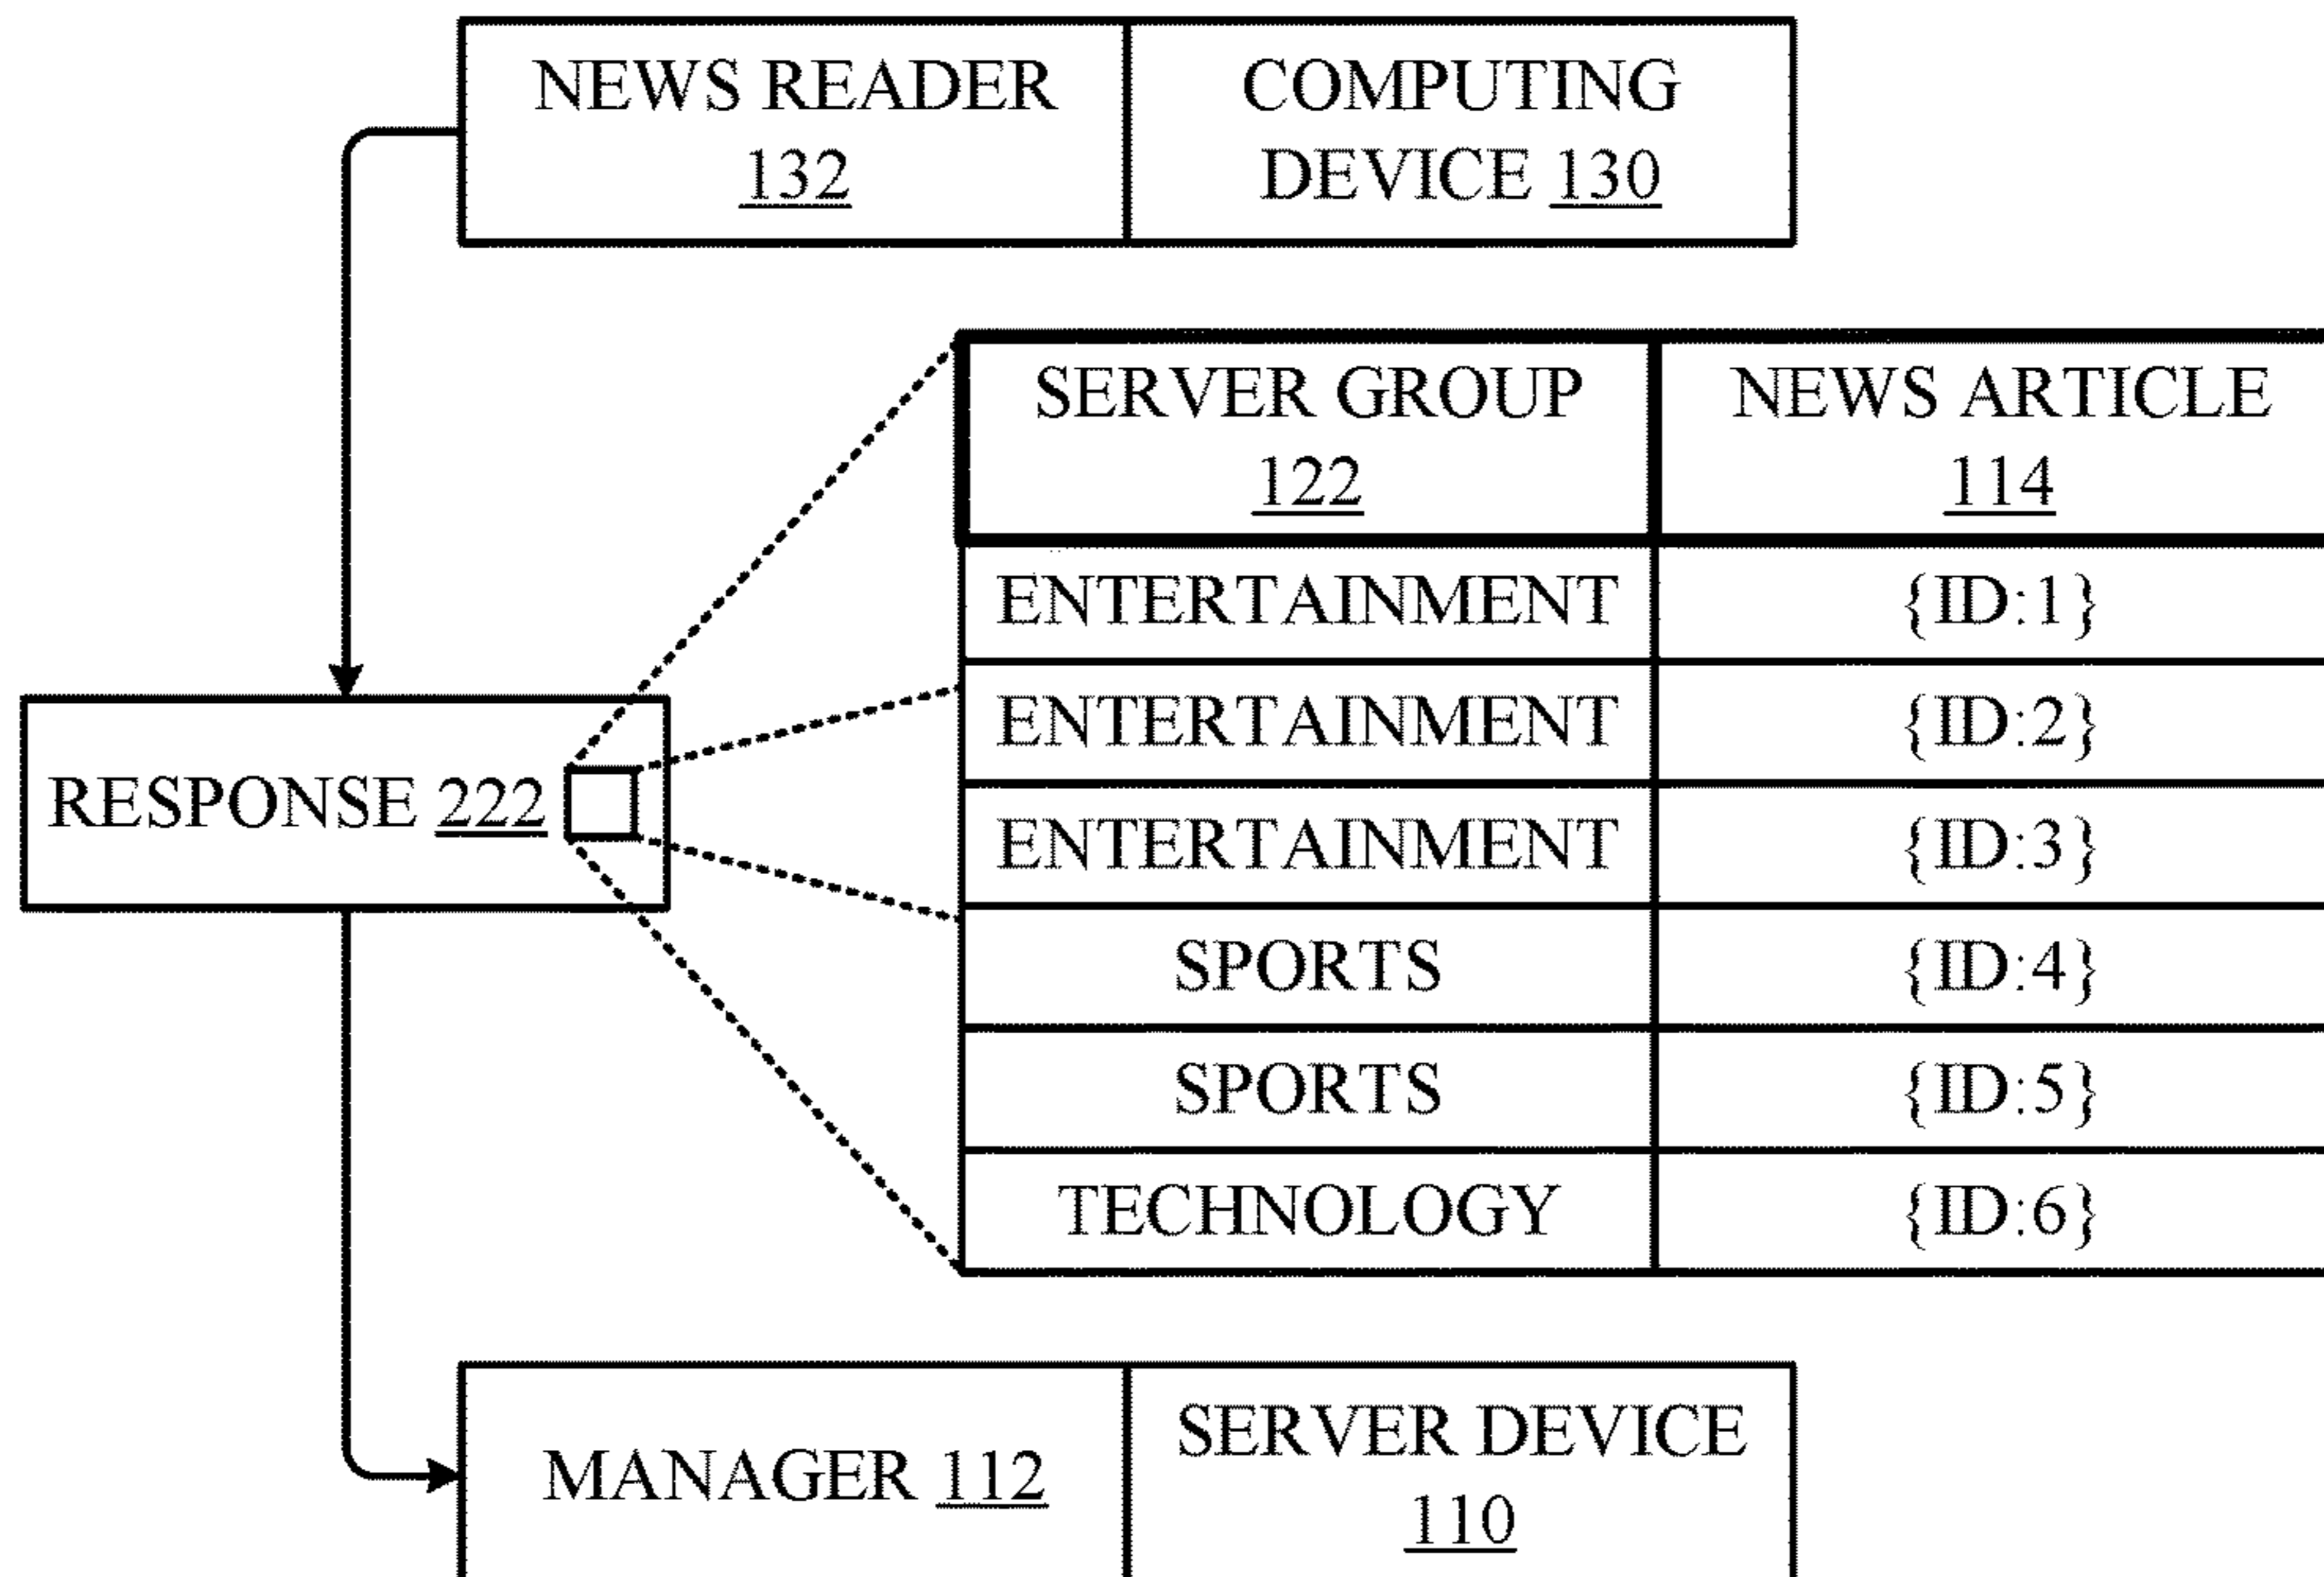 NEWS READER
132
COMPUTING
DEVICE 130
SERVER GROUP
122
NEWS ARTICLE
114
ENTERTAINMENT
{ID:1}
ENTERTAINMENT
{ID:2}
ENTERTAINMENT
{ID:3}
SPORTS
{ID:4}
SPORTS
{ID:5}
TECHNOLOGY
{ID:6}
RESPONSE 222
MANAGER 112
SERVER DEVICE
110